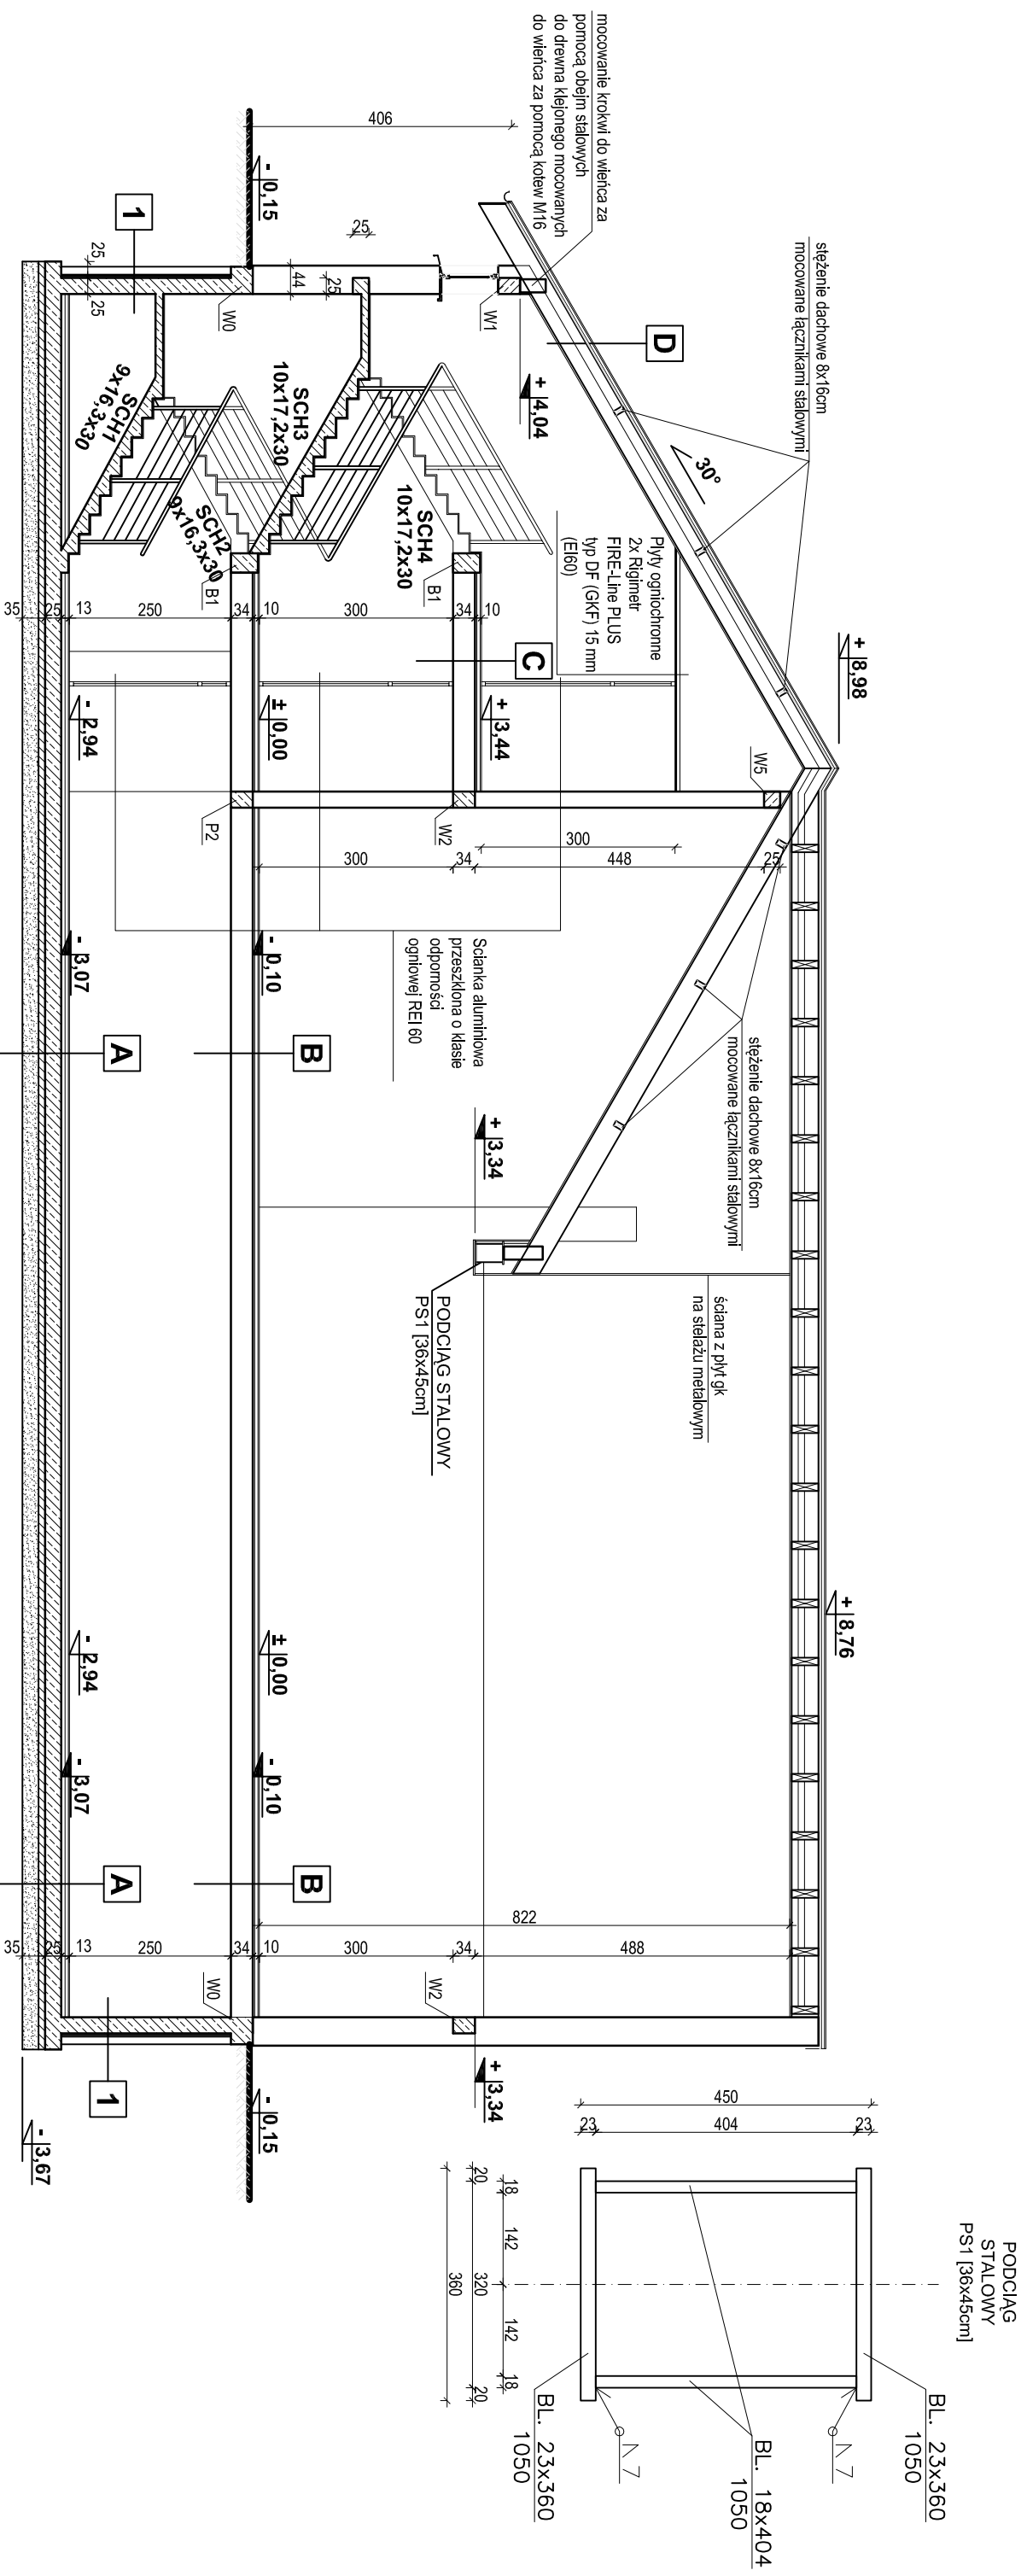 mocowanie krokwi do wieńca za
pomocą obejm stalowych
do drewna klejonego mocowanych
do wieńca za pomocą kotew M16
stężenie dachowe 8x16cm
mocowane łącznikami stalowymi
30°
+ 8,98
+ 8,76
D
+ 4,04
406
- 0,15
1
25
25
25
44
25
W0
W1
SCH1
9x16,3x30
SCH2
9x16,3x30
SCH3
10x17,2x30
SCH4
10x17,2x30
B1
B1
Płyty ogniochronne
2x Rigimetr
FIRE-Line PLUS
typ DF (GKF) 15 mm
(EI60)
C
35
25
13
250
34
10
300
34
10
- 2,94
± 0,00
+ 3,44
W5
P2
W2
300
34
448
25
300
- 3,07
- 0,10
Ścianka aluminiowa
przeszklona o klasie
odporności
ogniowej REI 60
A
B
+ 3,34
stężenie dachowe 8x16cm
mocowane łącznikami stalowymi
ściana z płyt gk
na stelażu metalowym
PODCIĄG STALOWY
PS1 [36x45cm]
- 2,94
± 0,00
- 3,07
- 0,10
A
B
35
25
13
250
34
10
300
34
488
822
W0
W2
1
- 0,15
+ 3,34
- 3,67
PODCIĄG
STALOWY
PS1 [36x45cm]
450
23
404
23
20
18
142
320
142
18
20
360
BL. 23x360
1050
7
BL. 18x404
1050
7
BL. 23x360
1050